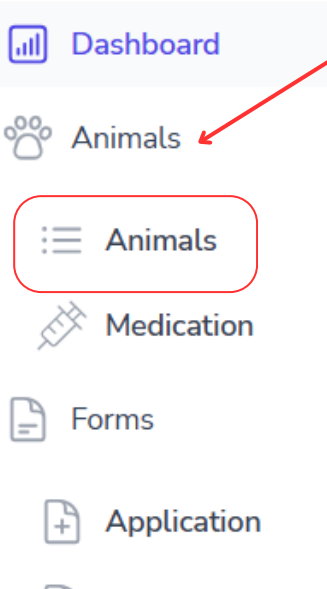 Dashboard
Animals
Animals
Medication
Forms
Application